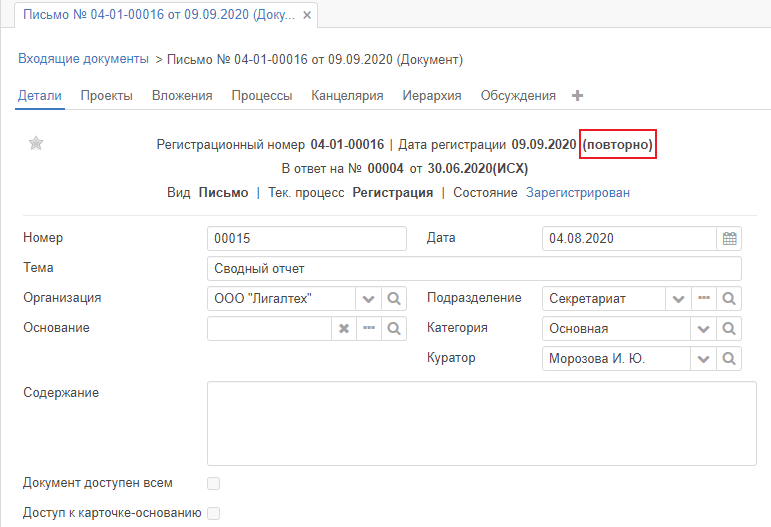 Письмо № 04-01-00016 от 09.09.2020 (Доку...
Входящие документы > Письмо № 04-01-00016 от 09.09.2020 (Документ)
Детали Проекты Вложения Процессы Канцелярия Иерархия Обсуждения
Регистрационный номер 04-01-00016 | Дата регистрации 09.09.2020 (повторно)
В ответ на № 00004 от 30.06.2020(ИСХ)
Вид Письмо | Тек. процесс Регистрация | Состояние Зарегистрирован
Номер 00015 Дата 04.08.2020
Тема Сводный отчет
Организация ООО "Лигалтех" Подразделение Секретариат
Основание Категория Основная
Куратор Морозова И. Ю.
Содержание
Документ доступен всем
Доступ к карточке-основанию